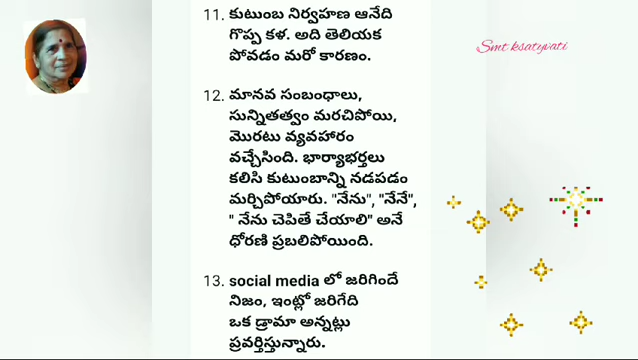 Smt ksatyvati
11. కుటుంబ నిర్వహణ ఆనేది
గొప్ప కళ. అది తెలియక
పోవడం మరో కారణం.
12. మానవ సంబంధాలు,
సున్నితత్వం మరచిపోయి,
మొరటు వ్యవహారం
వచ్చేసింది. భార్యాభర్తలు
కలిసి కుటుంబాన్ని నడపడం
మర్చిపోయారు. "నేను", "నేనే",
" నేను చెపితే చేయాలి" అనే
ధోరణి ప్రబలిపోయింది.
13. social media లో జరిగిందే
నిజం, ఇంట్లో జరిగేది
ఒక డ్రామా అన్నట్లు
ప్రవర్తిస్తున్నారు.